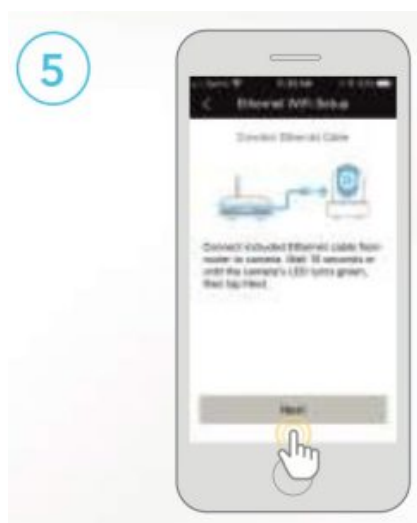 5
Ethernet WiFi Setup
Connect Ethernet Cable
Connect included Ethernet cable from
router to camera. Wait 10 seconds or
until the camera's LED turns green,
then tap Next.
Next